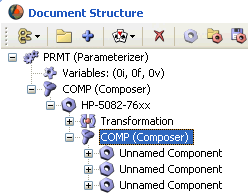 Document Structure
PRMT (Parameterizer)
Variables: (0i, 0f, 0v)
COMP (Composer)
HP-5082-76xx
Transformation
COMP (Composer)
Unnamed Component
Unnamed Component
Unnamed Component